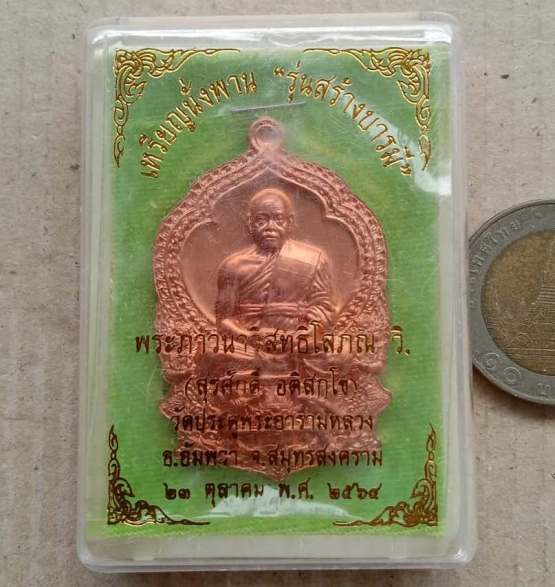 เหรียญนั่งพาน "รุ่นสร้างบารมี"
พระภาวนาวิสุทธิโสภณ วิ.
(สุรศักดิ์ อติสกฺโข)
วัดประดู่พระอารามหลวง
อ.อัมพวา จ.สมุทรสงคราม
๒๓ ตุลาคม พ.ศ. ๒๕๖๔